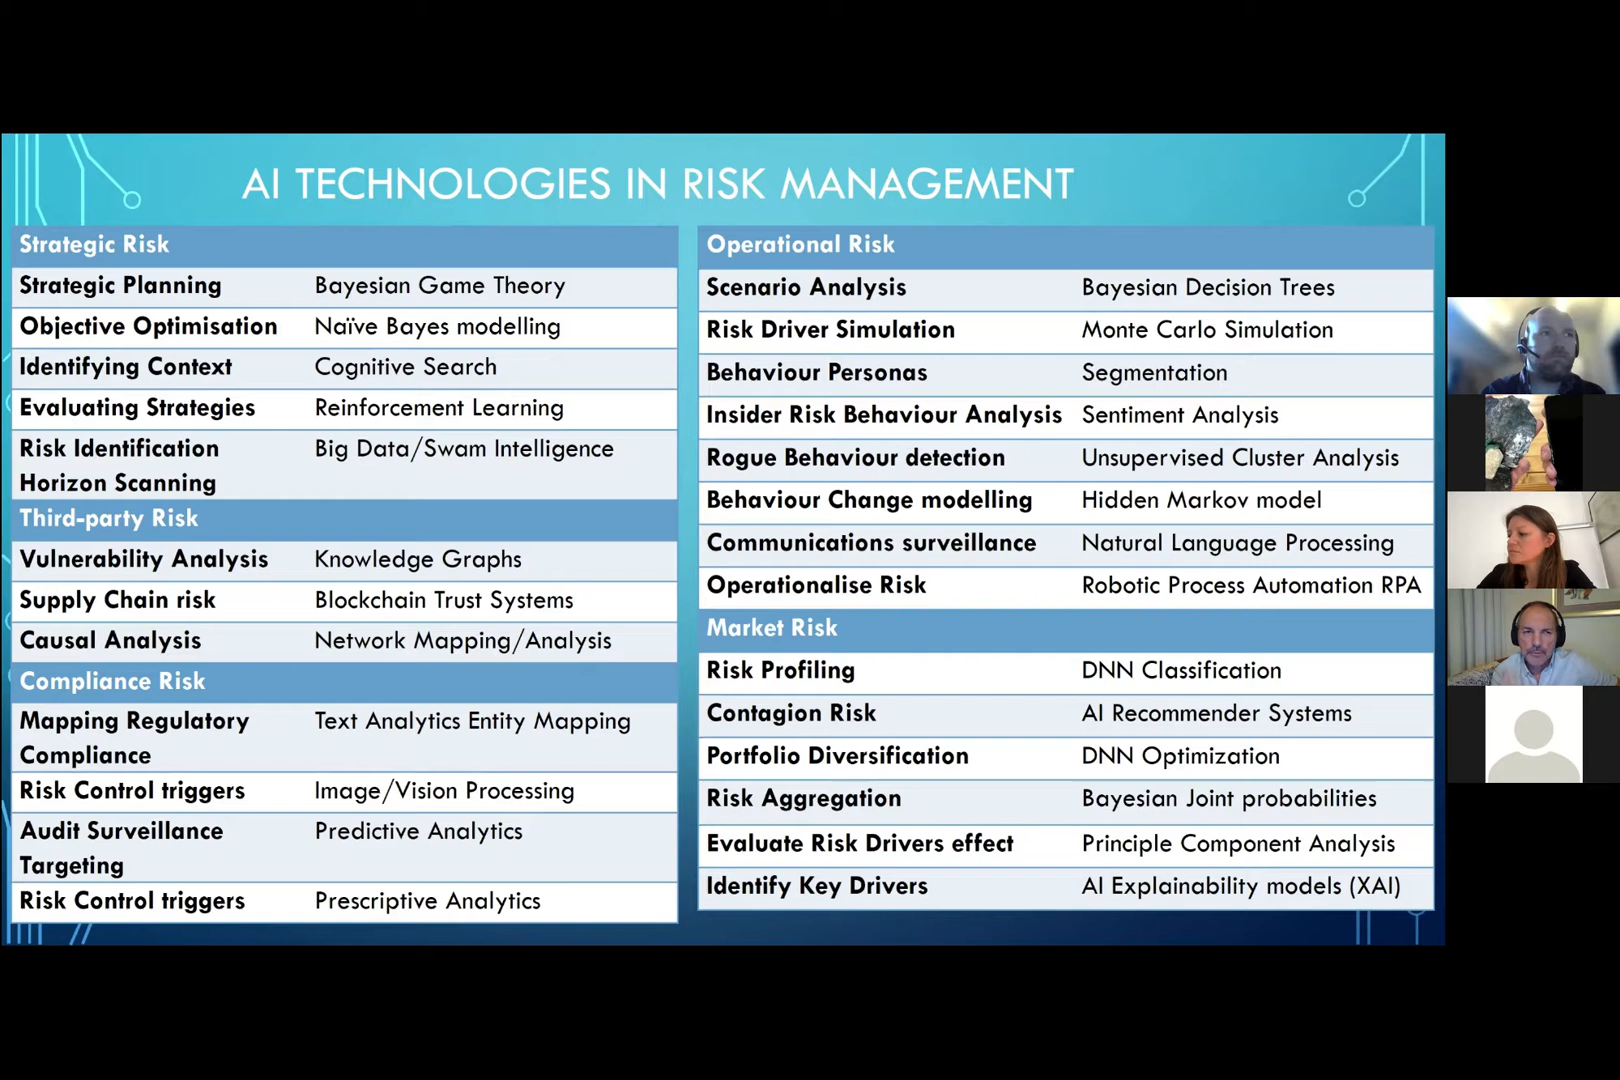 AI TECHNOLOGIES IN RISK MANAGEMENT
Strategic Risk
Strategic Planning Bayesian Game Theory
Objective Optimisation Naïve Bayes modelling
Identifying Context Cognitive Search
Evaluating Strategies Reinforcement Learning
Risk Identification Big Data/Swam Intelligence
Horizon Scanning
Third-party Risk
Vulnerability Analysis Knowledge Graphs
Supply Chain risk Blockchain Trust Systems
Causal Analysis Network Mapping/Analysis
Compliance Risk
Mapping Regulatory Text Analytics Entity Mapping
Compliance
Risk Control triggers Image/Vision Processing
Audit Surveillance Predictive Analytics
Targeting
Risk Control triggers Prescriptive Analytics
Operational Risk
Scenario Analysis Bayesian Decision Trees
Risk Driver Simulation Monte Carlo Simulation
Behaviour Personas Segmentation
Insider Risk Behaviour Analysis Sentiment Analysis
Rogue Behaviour detection Unsupervised Cluster Analysis
Behaviour Change modelling Hidden Markov model
Communications surveillance Natural Language Processing
Operationalise Risk Robotic Process Automation RPA
Market Risk
Risk Profiling DNN Classification
Contagion Risk AI Recommender Systems
Portfolio Diversification DNN Optimization
Risk Aggregation Bayesian Joint probabilities
Evaluate Risk Drivers effect Principle Component Analysis
Identify Key Drivers AI Explainability models (XAI)